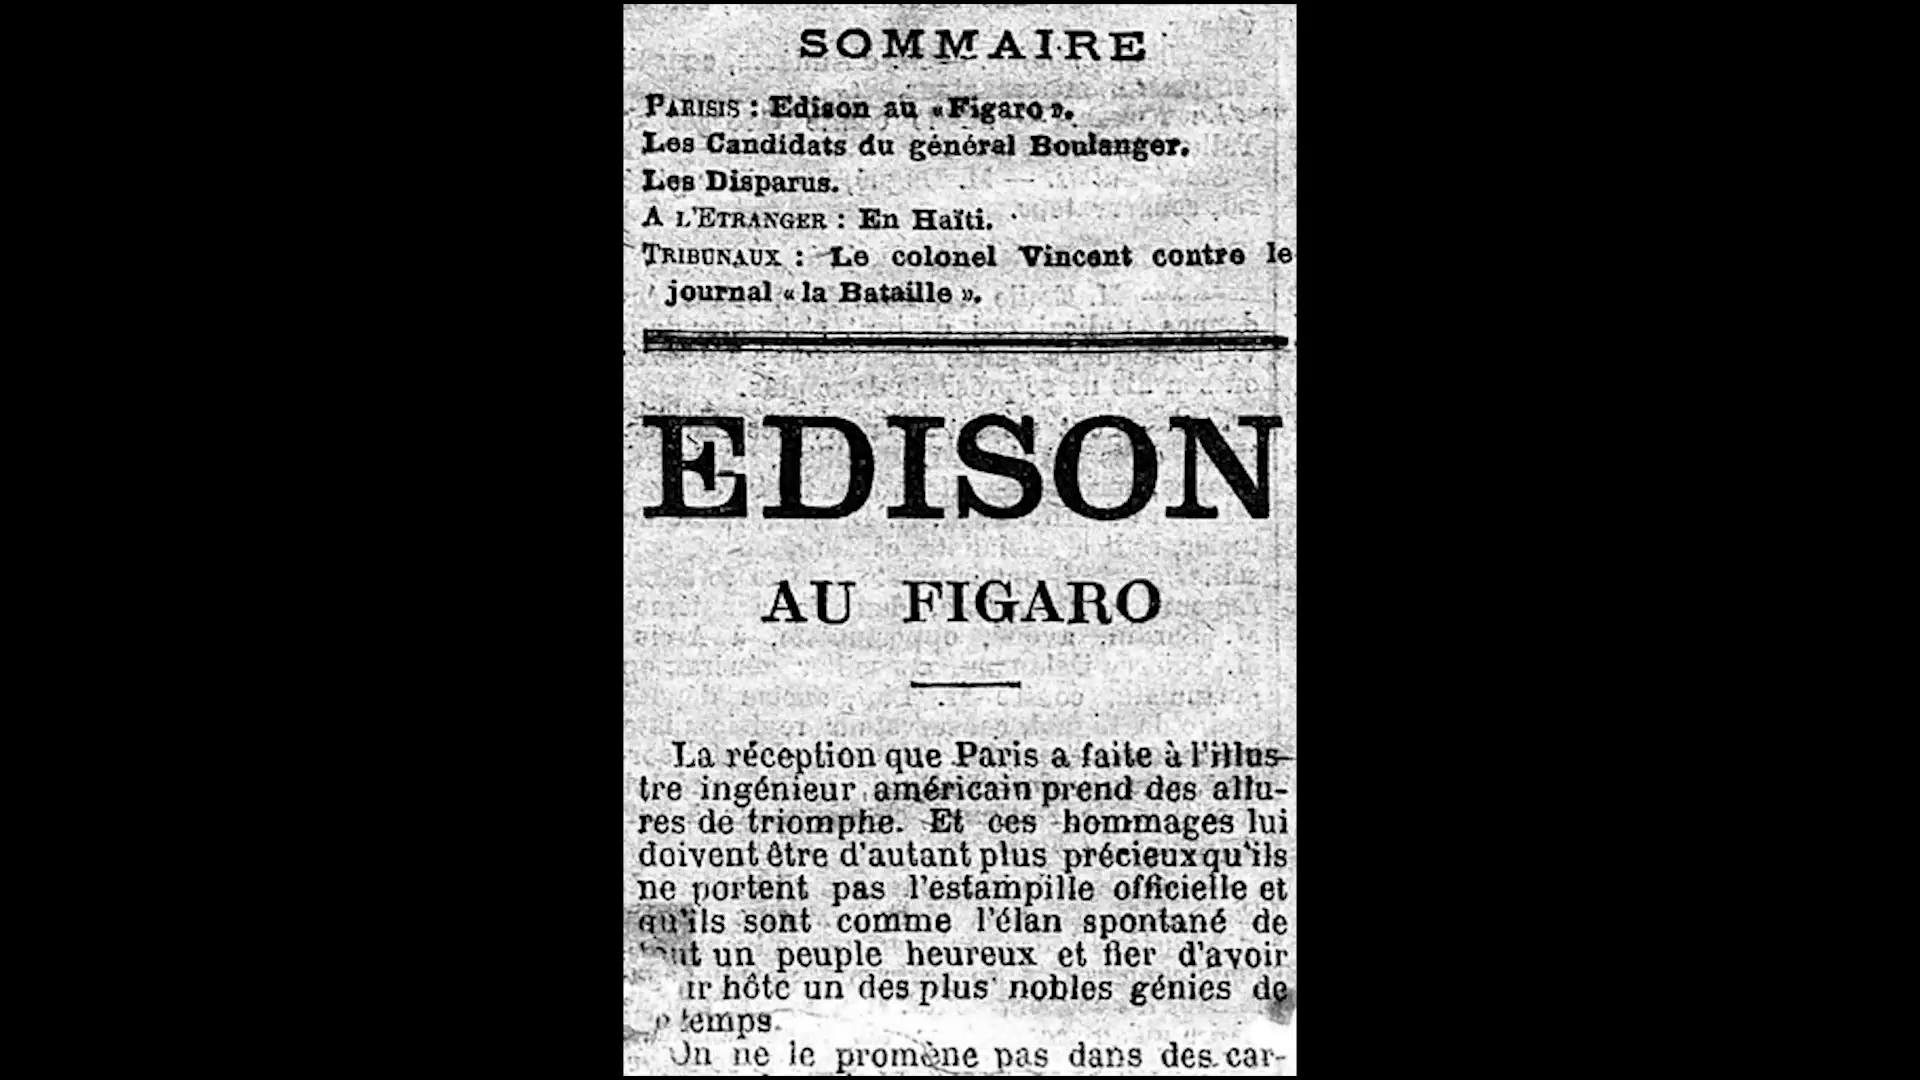 SOMMAIRE
PARISIS : Edison au « Figaro ».
Les Candidats du général Boulanger.
Les Disparus.
A L'ETRANGER : En Haïti.
TRIBUNAUX : Le colonel Vincent contre le
journal « la Bataille ».
EDISON
AU FIGARO
La réception que Paris a faite à l'illus-
tre ingénieur américain prend des allu-
res de triomphe. Et ces hommages lui
doivent être d'autant plus précieux qu'ils
ne portent pas l'estampille officielle et
qu'ils sont comme l'élan spontané de
un peuple heureux et fier d'avoir
hôte un des plus nobles génies de
temps.
On ne le promène pas dans des car-